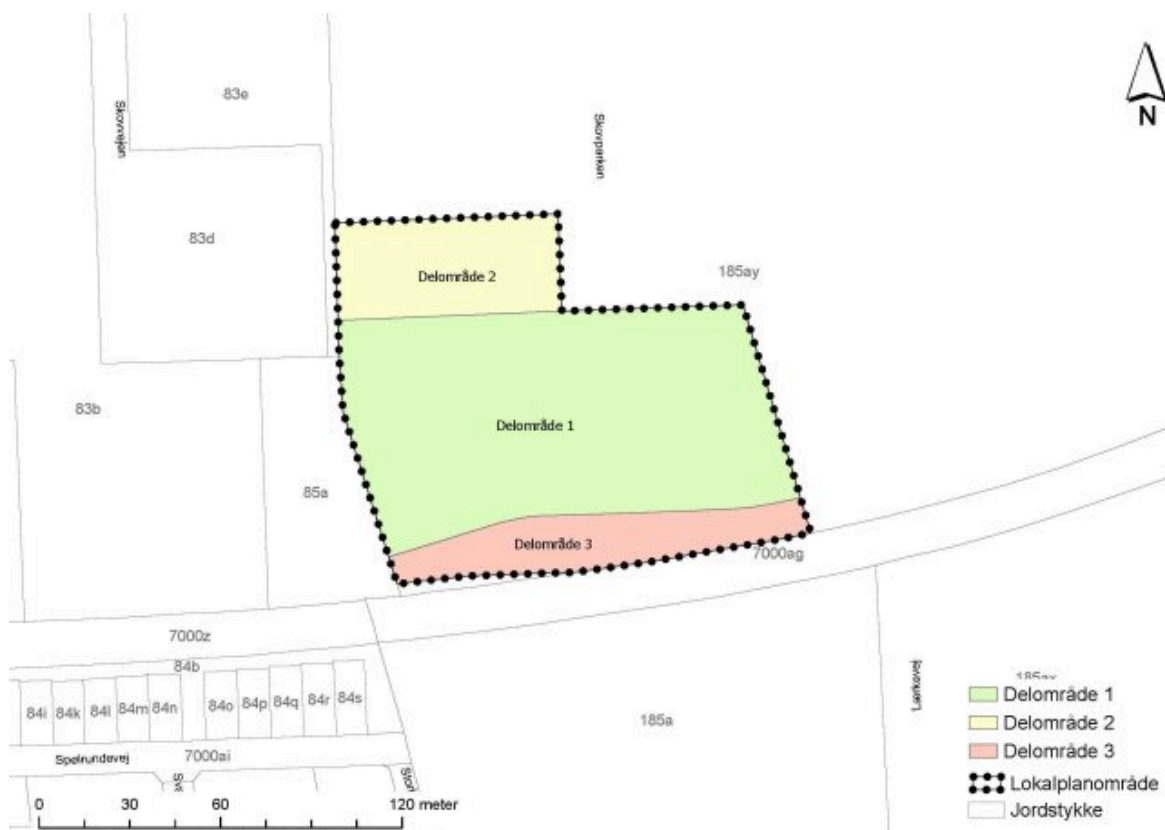 83e
Skovvejen
Skovparken
N
83d
Delområde 2
185ay
83b
Delområde 1
85a
Delområde 3
7000ag
7000z
84b
84i
84k
84l
84m
84n
84o
84p
84q
84r
84s
185a
Lærkevej
185ax
Spølrundevej
7000ai
0 30 60 120 meter
Delområde 1
Delområde 2
Delområde 3
Lokalplanområde
Jordstykke